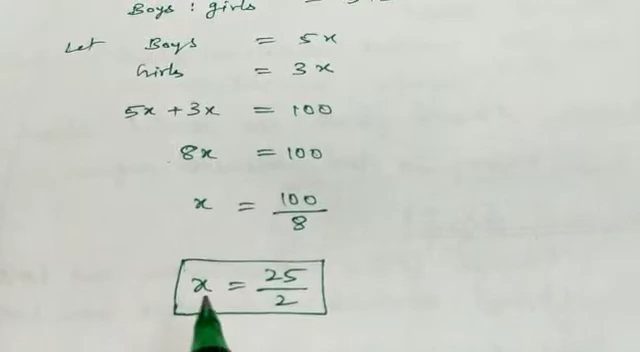 Boys : girls =
Let Boys = 5x
Girls = 3x
5x + 3x = 100
8x = 100
x = 100/8
x = 25/2